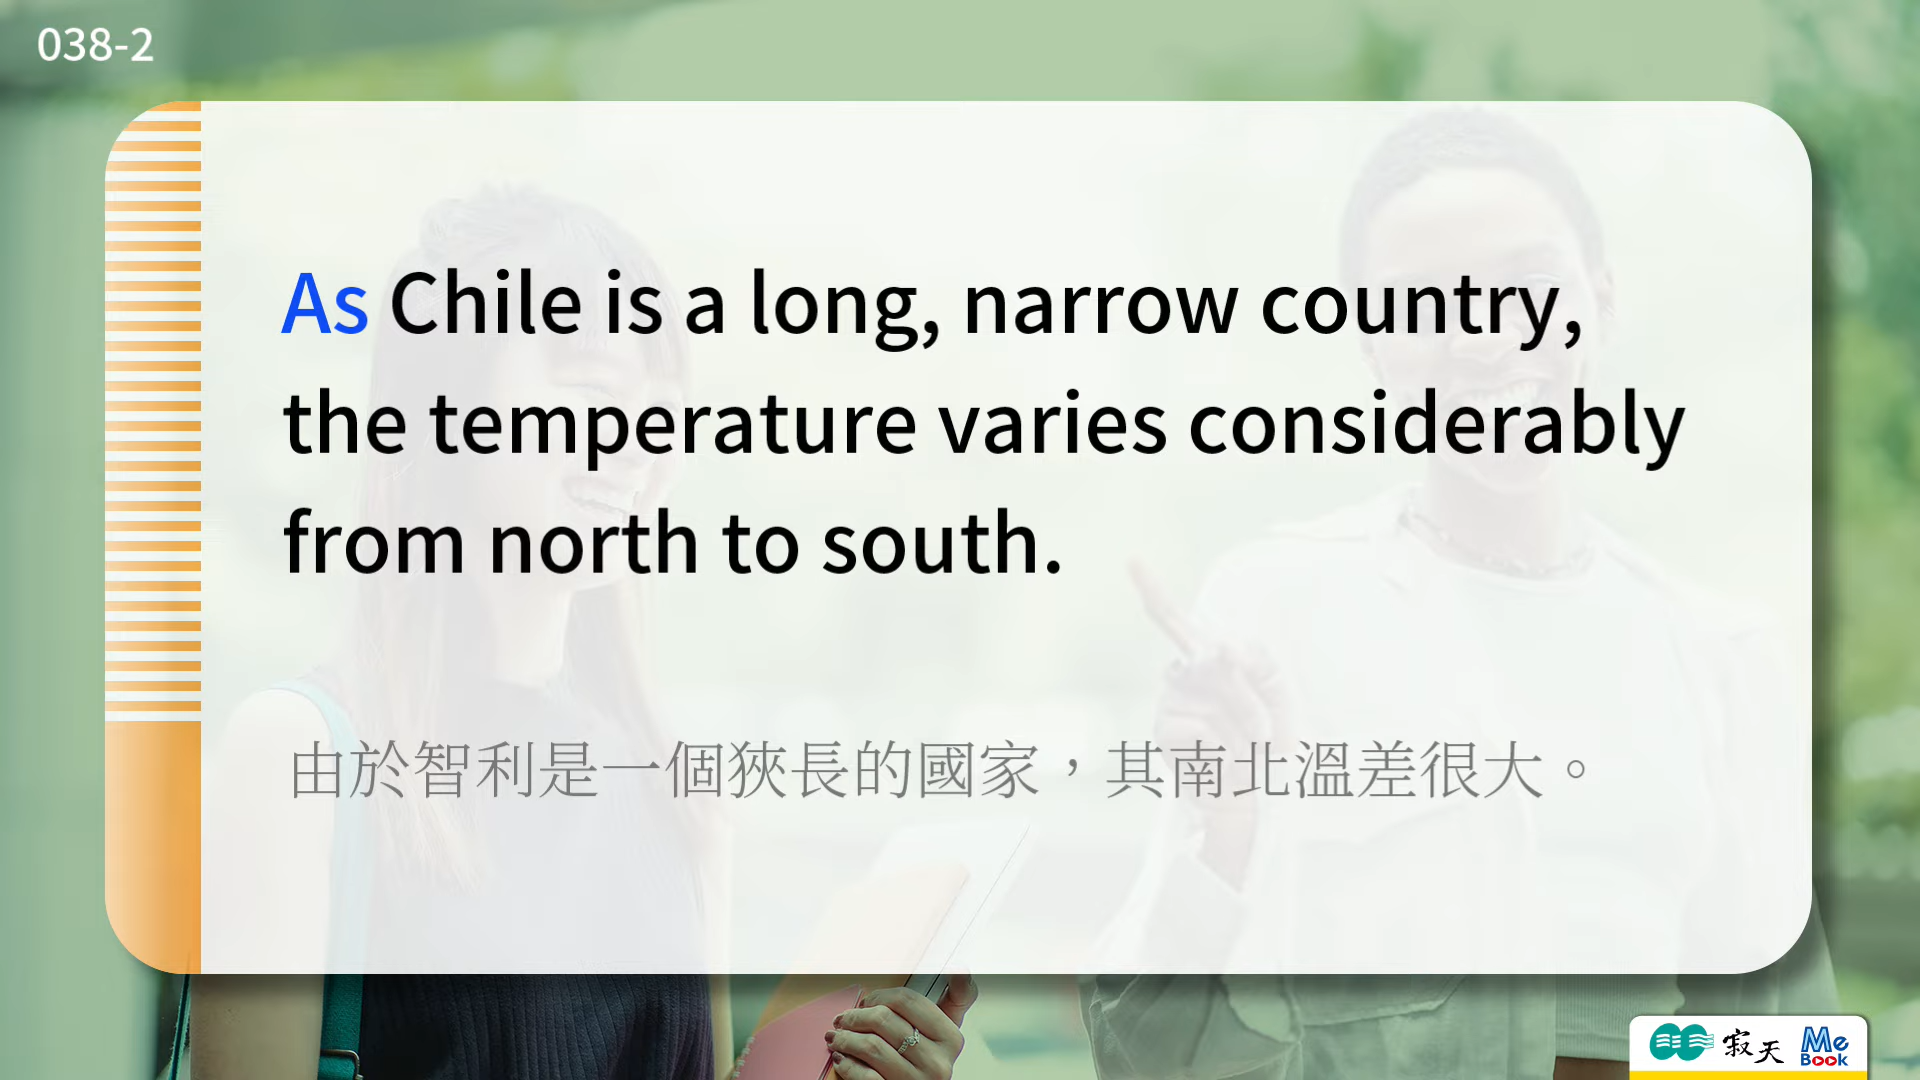 038-2
As Chile is a long, narrow country,
the temperature varies considerably
from north to south.
由於智利是一個狹長的國家，其南北溫差很大。
寂天
Me Book